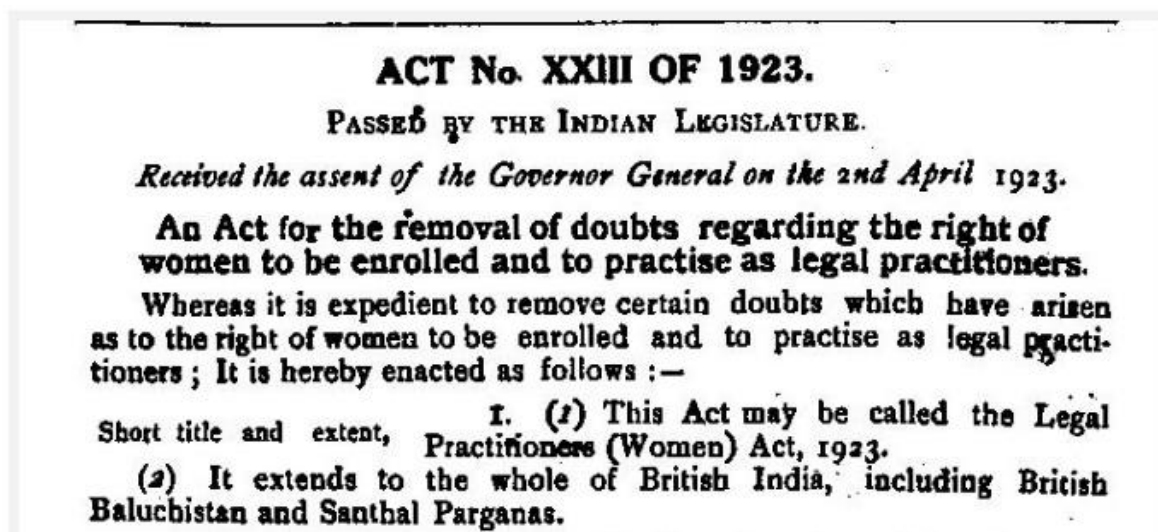 ACT No. XXIII OF 1923.
PASSED BY THE INDIAN LEGISLATURE.
Received the assent of the Governor General on the 2nd April 1923.
An Act for the removal of doubts regarding the right of
women to be enrolled and to practise as legal practitioners.
Whereas it is expedient to remove certain doubts which have arisen
as to the right of women to be enrolled and to practise as legal practi-
tioners ; It is hereby enacted as follows :—
Short title and extent,
1. (1) This Act may be called the Legal
Practitioners (Women) Act, 1923.
(2) It extends to the whole of British India, including British
Baluchistan and Santhal Parganas.